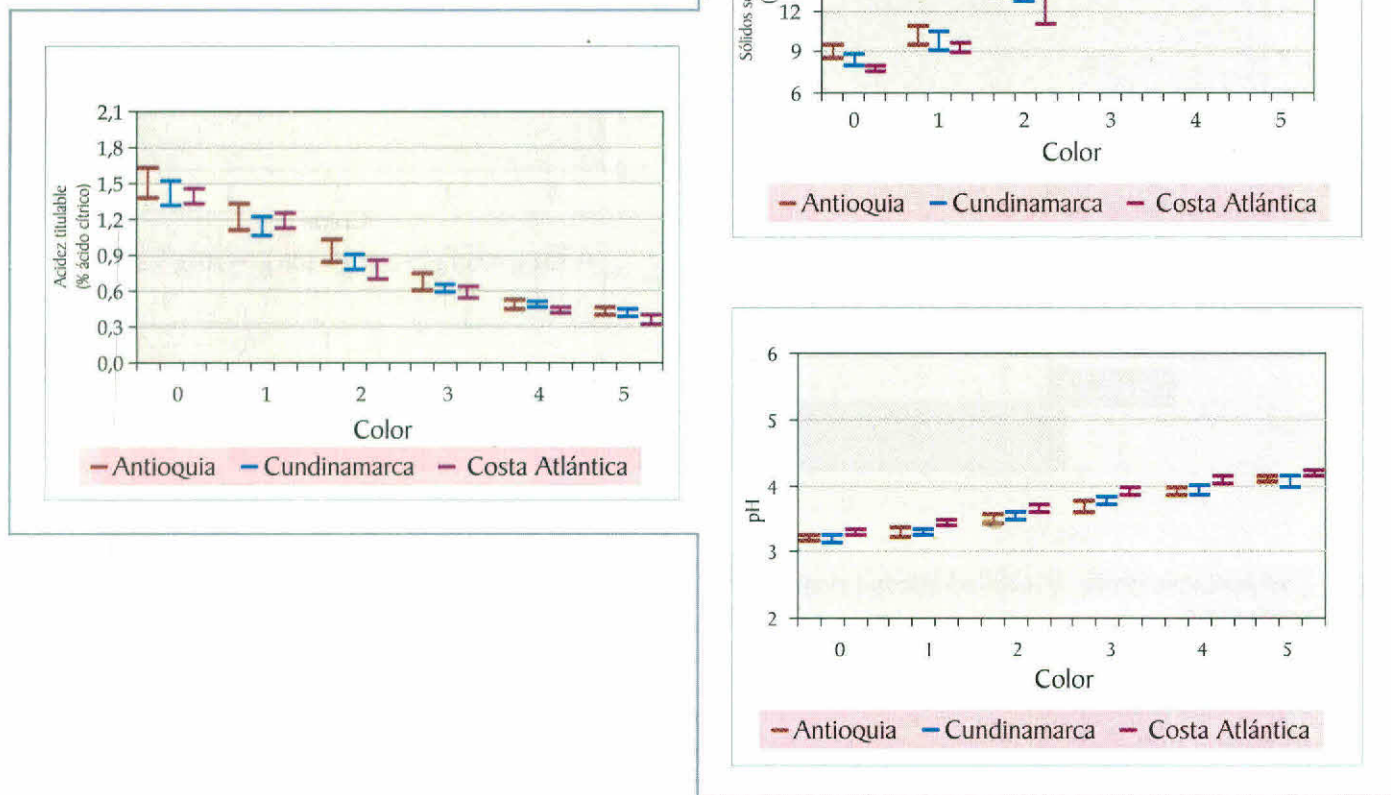 2,1
1,8
1,5
1,2
0,9
0,6
0,3
0,0
Acidez titulable
(% ácido cítrico)
0 1 2 3 4 5
Color
Antioquia Cundinamarca Costa Atlántica
12
9
6
Sólidos
0 1 2 3 4 5
Color
Antioquia Cundinamarca Costa Atlántica
6
5
4
3
2
pH
0 1 2 3 4 5
Color
Antioquia Cundinamarca Costa Atlántica